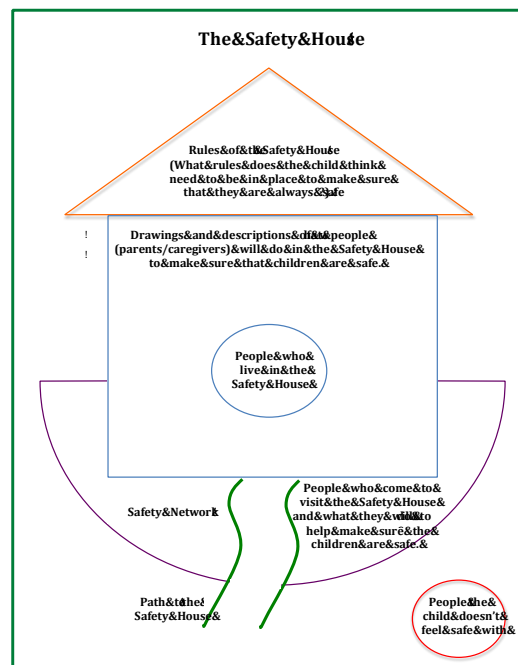 The&Safety&House
Rules&of&the&Safety&House
(What&rules&does&the&child&think&
need&to&be&in&place&to&make&sure&
that&they&are&always&safe?)
!
!
Drawings&and&descriptions&of&people&
(parents/caregivers)&will&do&in&the&Safety&House&
to&make&sure&that&children&are&safe.&
People&who&
live&in&the&
Safety&House&
People&who&come&to&
visit&the&Safety&House&
and&what&they&will&do&to
help&make&sure&the&
children&are&safe.&
Safety&Network
Path&to&the&
Safety&House&
People&the&
child&doesn't&
feel&safe&with&